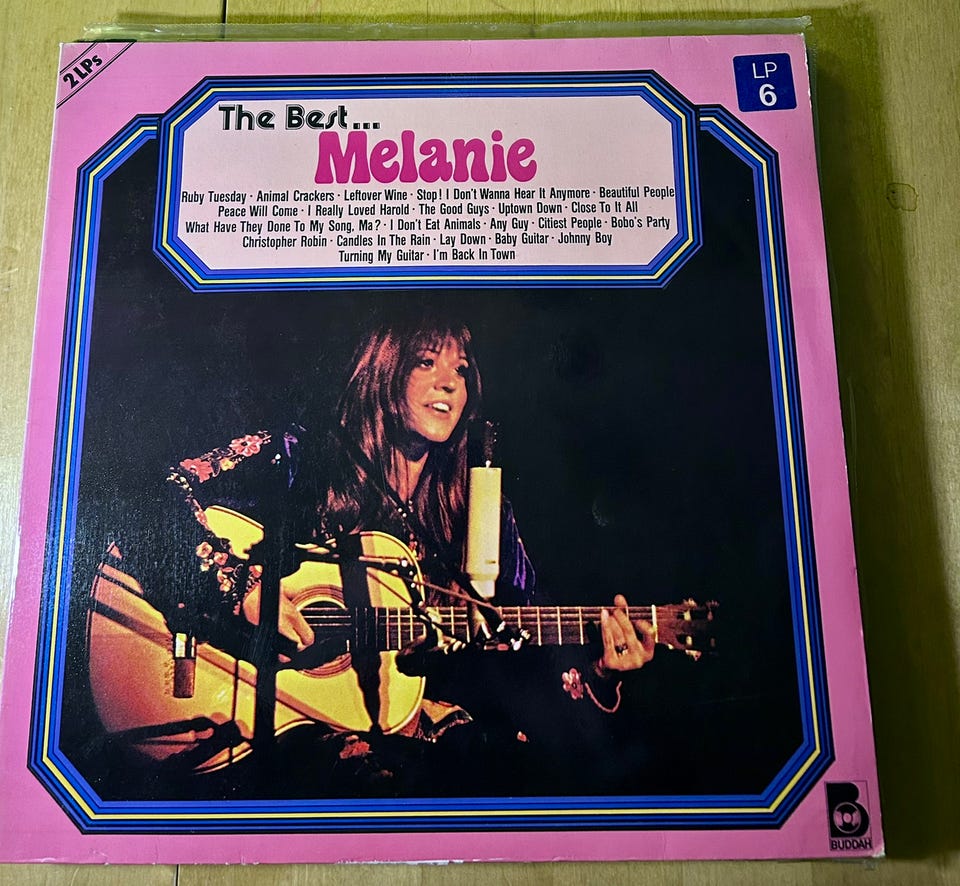 2 LPs
LP
6
The Best...
Melanie
Ruby Tuesday · Animal Crackers · Leftover Wine · Stop! I Don't Wanna Hear It Anymore · Beautiful People
Peace Will Come · I Really Loved Harold · The Good Guys · Uptown Down · Close To It All
What Have They Done To My Song, Ma? · I Don't Eat Animals · Any Guy · Citiest People · Bobo's Party
Christopher Robin · Candles In The Rain · Lay Down · Baby Guitar · Johnny Boy
Turning My Guitar · I'm Back In Town
B
BUDDAH